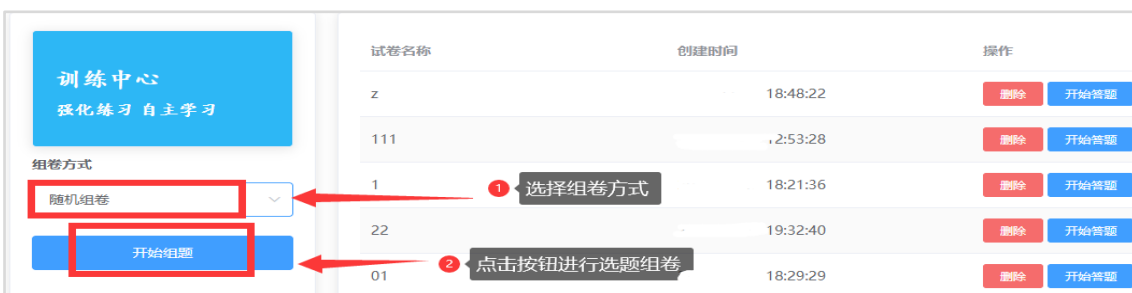 训练中心
强化练习 自主学习
组卷方式
随机组卷
开始组题
试卷名称 创建时间 操作
z 18:48:22 删除 开始答题
111 2:53:28 删除 开始答题
1 18:21:36 删除 开始答题
22 19:32:40 删除 开始答题
01 18:29:29 删除 开始答题
1 选择组卷方式
2 点击按钮进行选题组卷